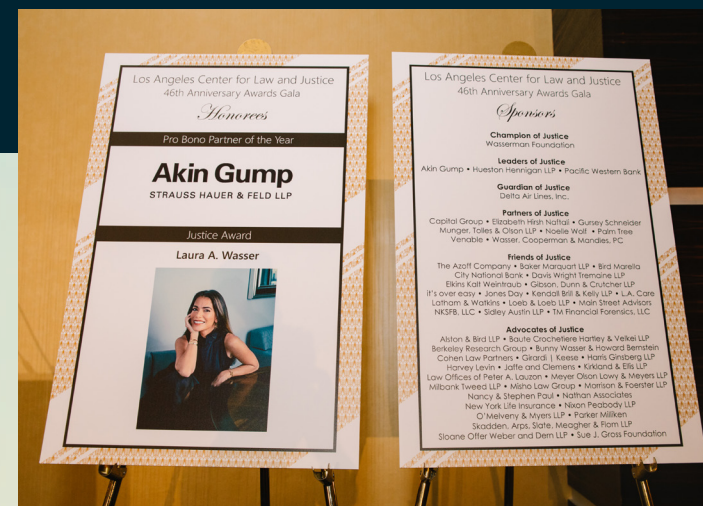 Los Angeles Center for Law and Justice
46th Anniversary Awards Gala
Honorees
Pro Bono Partner of the Year
Akin Gump
STRAUSS HAUER & FELD LLP
Justice Award
Laura A. Wasser
Los Angeles Center for Law and Justice
46th Anniversary Awards Gala
Sponsors
Champion of Justice
Wasserman Foundation
Leaders of Justice
Akin Gump • Hueston Hennigan LLP • Pacific Western Bank
Guardian of Justice
Delta Air Lines, Inc.
Partners of Justice
Capital Group • Elizabeth Hirsh Naftali • Gursey Schneider
Munger, Tolles & Olson LLP • Noelle Wolf • Palm Tree
Venable • Wasser, Cooperman & Mandles, PC
Friends of Justice
The Azoff Company • Baker Marquart LLP • Bird Marella
City National Bank • Davis Wright Tremaine LLP
Elkins Kalt Weintraub • Gibson, Dunn & Crutcher LLP
it's over easy • Jones Day • Kendall Brill & Kelly LLP • L.A. Care
Latham & Watkins • Loeb & Loeb LLP • Main Street Advisors
NKSFB, LLC • Sidley Austin LLP • TM Financial Forensics, LLC
Advocates of Justice
Alston & Bird LLP • Baute Crochetiere Hartley & Velkei LLP
Berkeley Research Group • Bunny Wasser & Howard Bernstein
Cohen Law Partners • Girardi | Keese • Harris Ginsberg LLP
Harvey Levin • Jaffe and Clemens • Kirkland & Ellis LLP
Law Offices of Peter A. Lauzon • Meyer Olson Lowy & Meyers LLP
Milbank Tweed LLP • Misho Law Group • Morrison & Foerster LLP
Nancy & Stephen Paul • Nathan Associates
New York Life Insurance • Nixon Peabody LLP
O'Melveny & Myers LLP • Parker Milliken
Skadden, Arps, Slate, Meagher & Flom LLP
Sloane Offer Weber and Dern LLP • Sue J. Gross Foundation